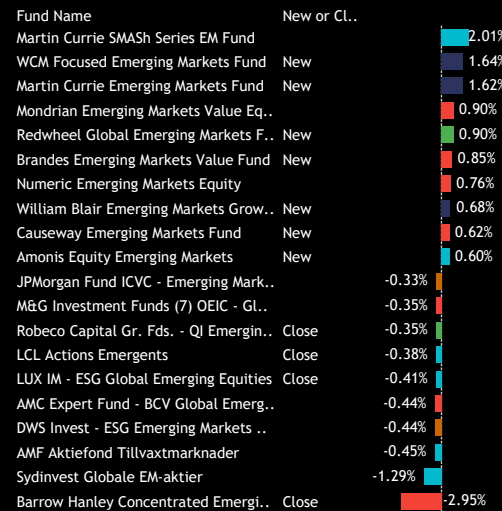 Fund Name New or Cl..
Martin Currie SMASh Series EM Fund 2.01%
WCM Focused Emerging Markets Fund New 1.64%
Martin Currie Emerging Markets Fund New 1.62%
Mondrian Emerging Markets Value Eq.. 0.90%
Redwheel Global Emerging Markets F.. New 0.90%
Brandes Emerging Markets Value Fund New 0.85%
Numeric Emerging Markets Equity 0.76%
William Blair Emerging Markets Grow.. New 0.68%
Causeway Emerging Markets Fund New 0.62%
Amonis Equity Emerging Markets New 0.60%
JPMorgan Fund ICVC - Emerging Mark.. -0.33%
M&G Investment Funds (7) OEIC - Gl.. -0.35%
Robeco Capital Gr. Fds. - QI Emergin.. Close -0.35%
LCL Actions Emergents Close -0.38%
LUX IM - ESG Global Emerging Equities Close -0.41%
AMC Expert Fund - BCV Global Emerg.. -0.44%
DWS Invest - ESG Emerging Markets .. -0.44%
AMF Aktiefond Tillvaxtmarknader -0.45%
Sydinvest Globale EM-aktier -1.29%
Barrow Hanley Concentrated Emergi.. Close -2.95%